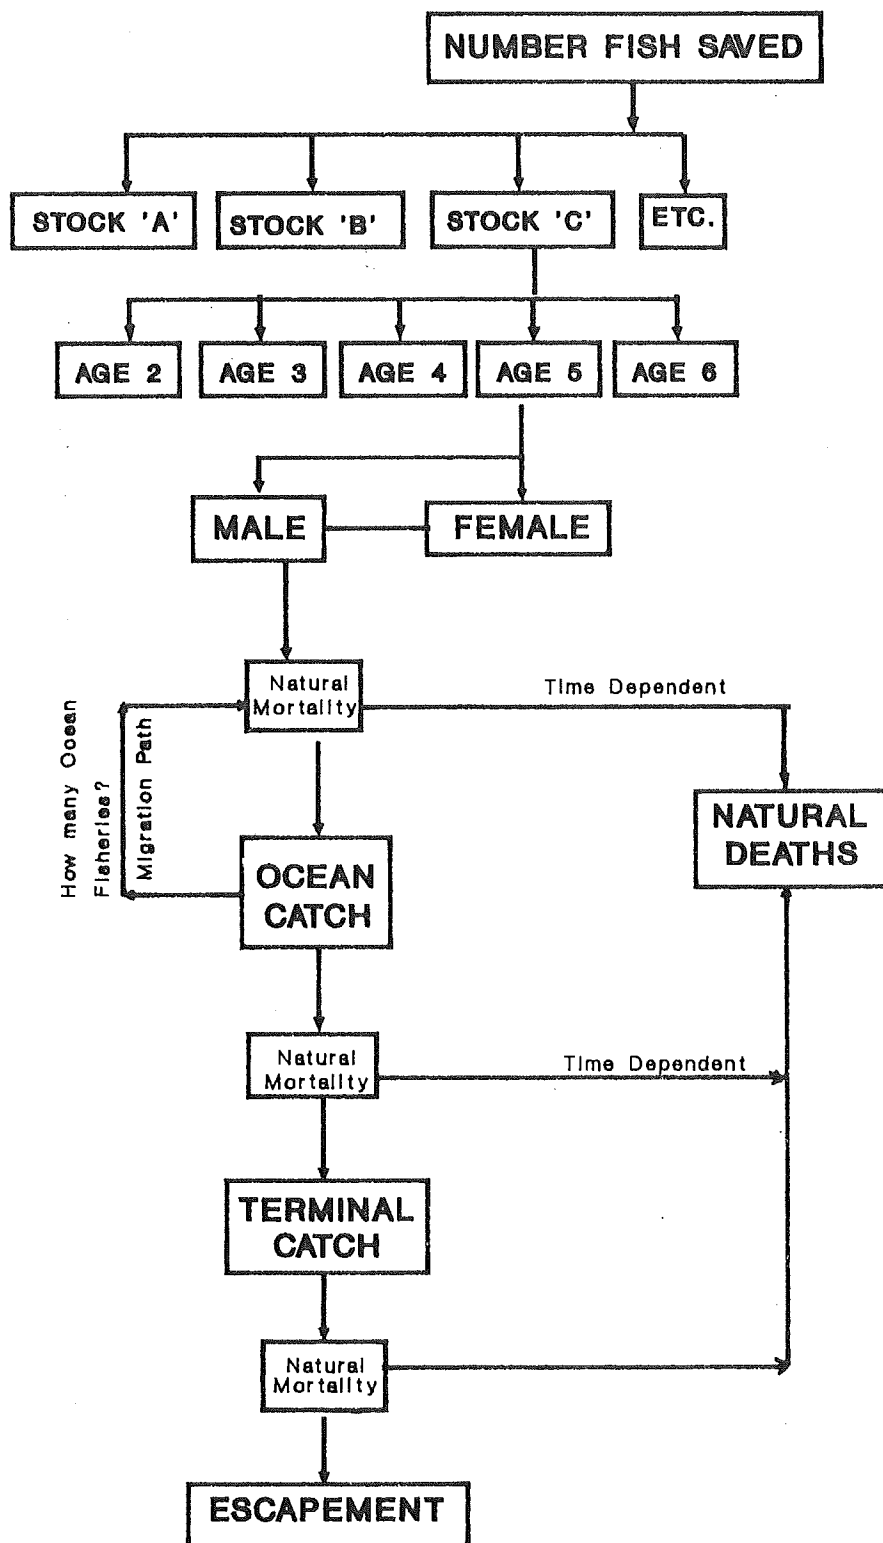 NUMBER FISH SAVED
STOCK 'A'
STOCK 'B'
STOCK 'C'
ETC.
AGE 2
AGE 3
AGE 4
AGE 5
AGE 6
MALE
FEMALE
Natural
Mortality
Time Dependent
How many Ocean
Fisheries?
Migration Path
NATURAL
DEATHS
OCEAN
CATCH
Natural
Mortality
Time Dependent
TERMINAL
CATCH
Natural
Mortality
ESCAPEMENT